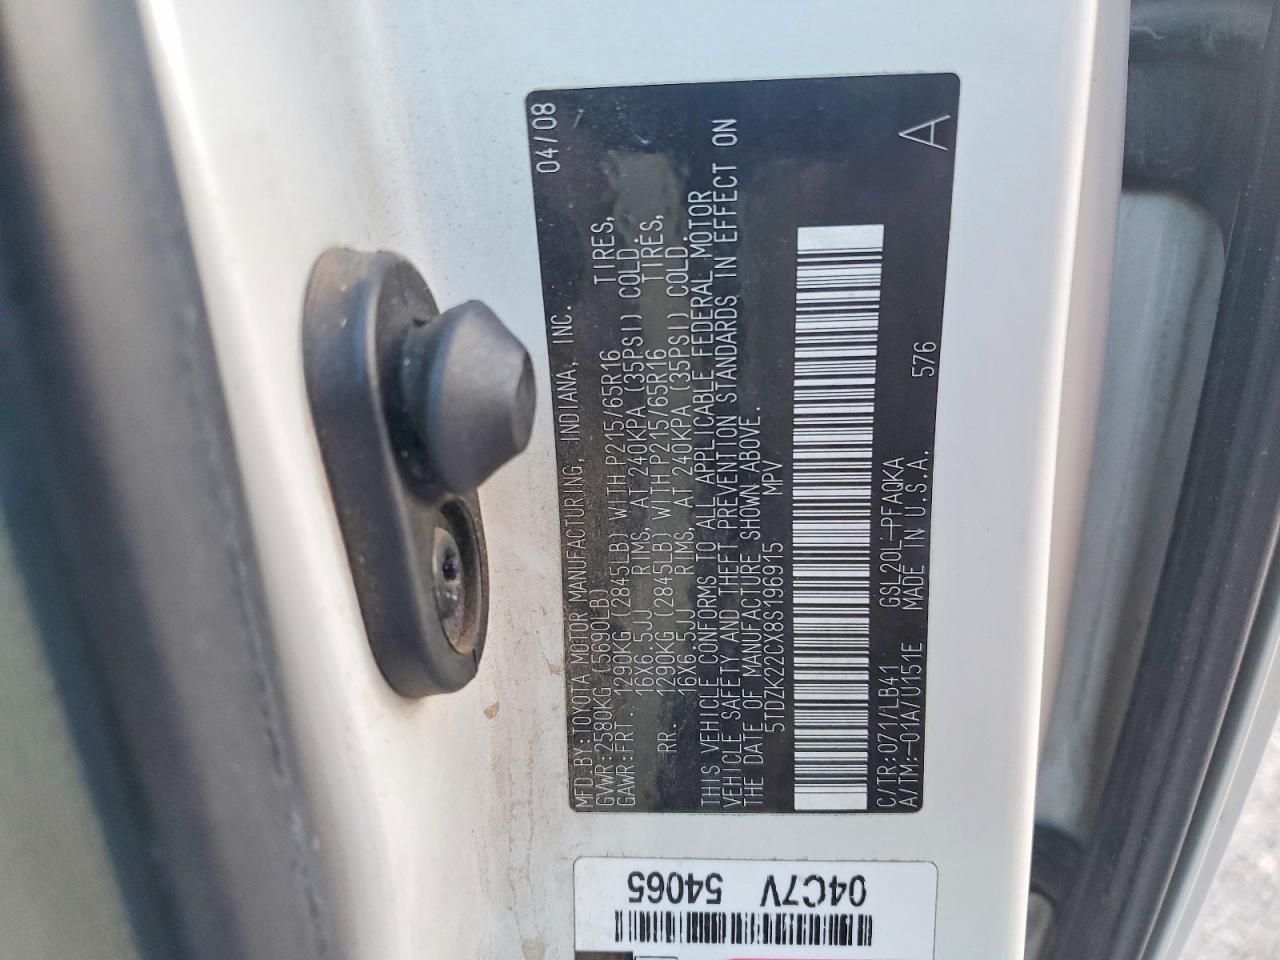 MFD.BY:TOYOTA MOTOR MANUFACTURING, INDIANA, INC. 04/08
GVWR:2580KG (5690LB)
GAWR:FRT. 1290KG (2845LB) WITH P215/65R16 TIRES,
16X6.5JJ RIMS, AT 240KPA (35PSI) COLD.
RR. 1290KG (2845LB) WITH P215/65R16 TIRES,
16X6.5JJ RIMS, AT 240KPA (35PSI) COLD.
THIS VEHICLE CONFORMS TO ALL APPLICABLE FEDERAL MOTOR
VEHICLE SAFETY AND THEFT PREVENTION STANDARDS IN EFFECT ON
THE DATE OF MANUFACTURE SHOWN ABOVE.
5TDZK22CX8S196915 MPV
C/TR:071/LB41 GSL20L-PFAQKA 576
A/TM:-01A/U151E MADE IN U.S.A. A
04C7V 54065